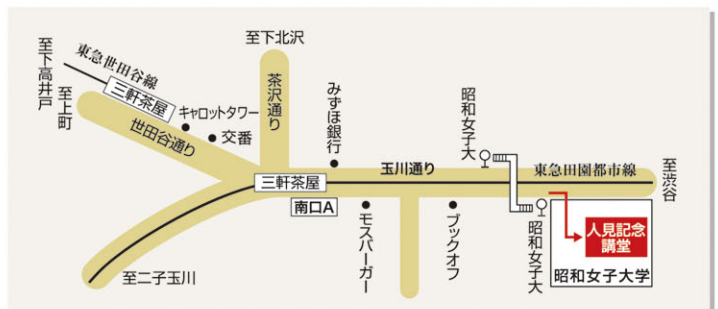 至下北沢
東急世田谷線
至下高井戸
三軒茶屋
至上町
キャロットタワー
交番
世田谷通り
茶沢通り
みずほ銀行
玉川通り
昭和女子大
東急田園都市線
至渋谷
三軒茶屋
南口A
モスバーガー
ブックオフ
昭和女子大
人見記念
講堂
昭和女子大学
至二子玉川